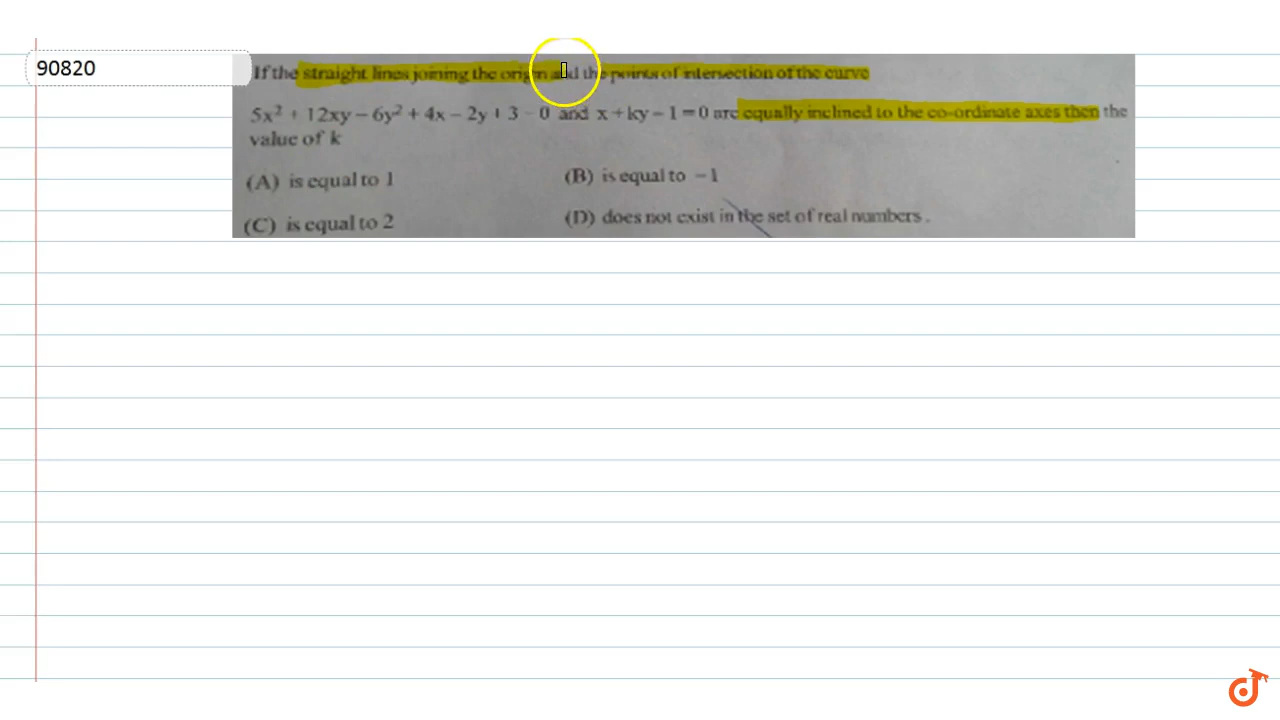 90820
If the straight lines joining the origin and the points of intersection of the curve
5x² + 12xy − 6y² + 4x − 2y + 3 = 0 and x + ky − 1 = 0 are equally inclined to the co-ordinate axes then the
value of k
(A) is equal to 1 (B) is equal to −1
(C) is equal to 2 (D) does not exist in the set of real numbers.